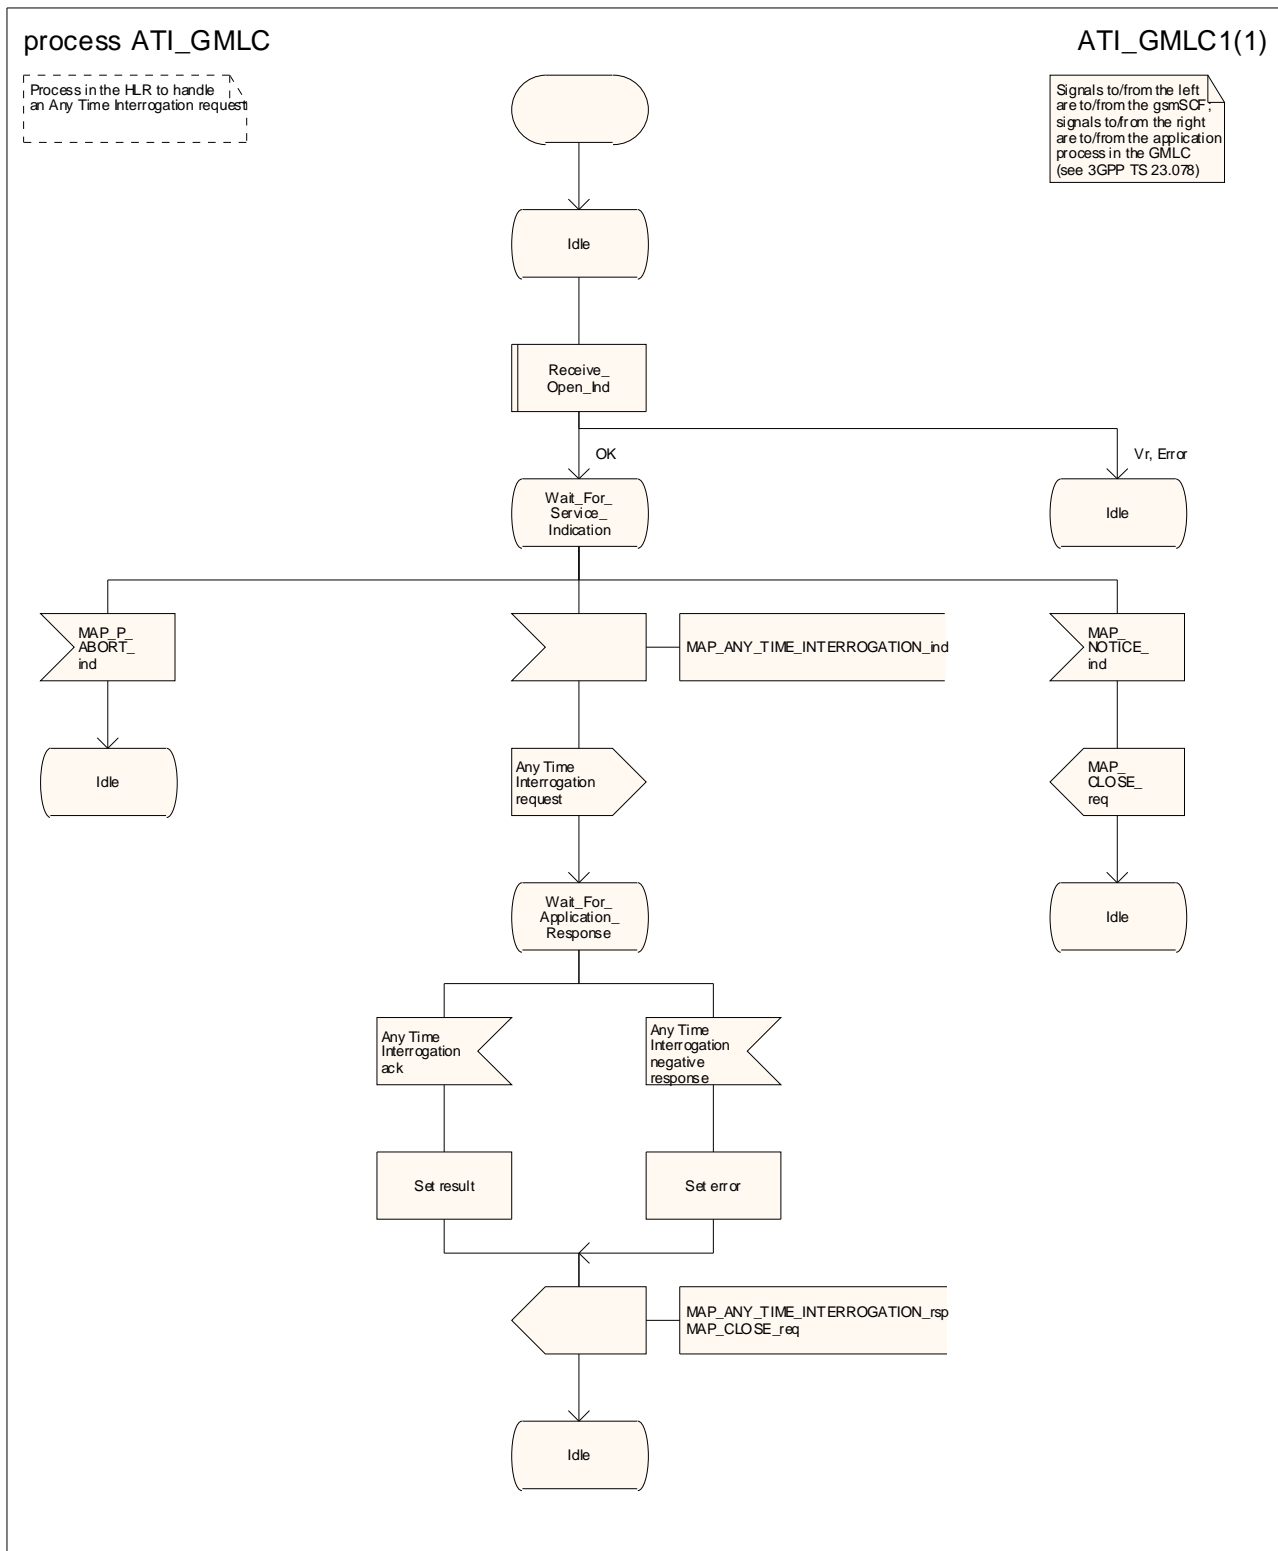 process ATI_GMLC
ATI_GMLC1(1)
Process in the HLR to handle
an Any Time Interrogation request
Signals to/from the left
are to/from the gsmSCF;
signals to/from the right
are to/from the application
process in the GMLC
(see 3GPP TS 23.078)
Idle
Receive_
Open_Ind
OK
Vr, Error
Wait_For_
Service_
Indication
Idle
MAP_P_
ABORT_
ind
MAP_ANY_TIME_INTERROGATION_ind
MAP_
NOTICE_
ind
Idle
Any Time
Interrogation
request
MAP_
CLOSE_
req
Wait_For_
Application_
Response
Idle
Any Time
Interrogation
ack
Any Time
Interrogation
negative
response
Set result
Set error
MAP_ANY_TIME_INTERROGATION_rsp
MAP_CLOSE_req
Idle